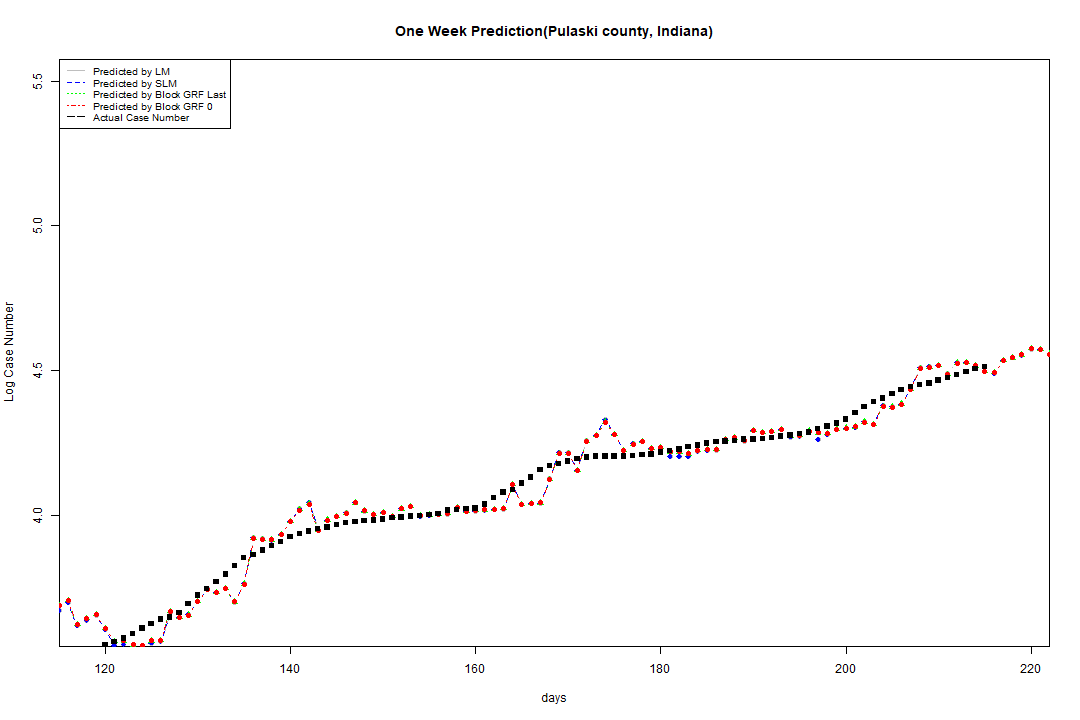 One Week Prediction(Pulaski county, Indiana)
Predicted by LM
Predicted by SLM
Predicted by Block GRF Last
Predicted by Block GRF 0
Actual Case Number
5.5
5.0
4.5
4.0
Log Case Number
120 140 160 180 200 220
days